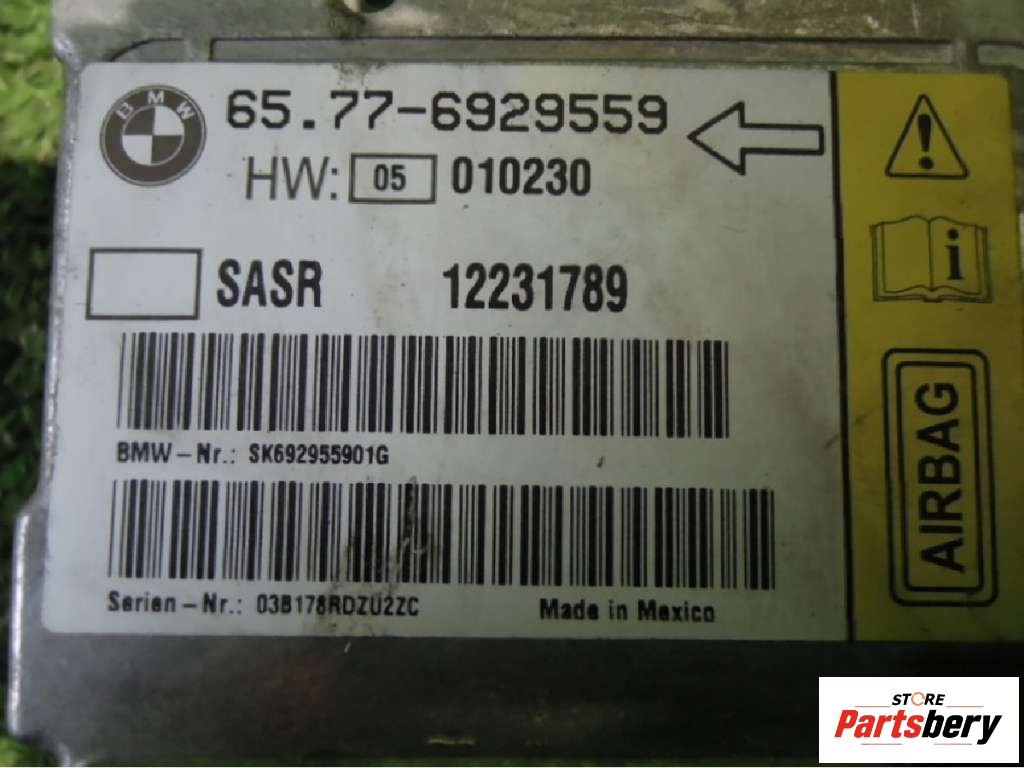 BMW
65.77-6929559
HW: 05 010230
SASR 12231789
BMW-Nr.: SK692955901G
Serien-Nr.: 03B178RDZU2ZC Made in Mexico
i
AIRBAG
STORE
Partsbery